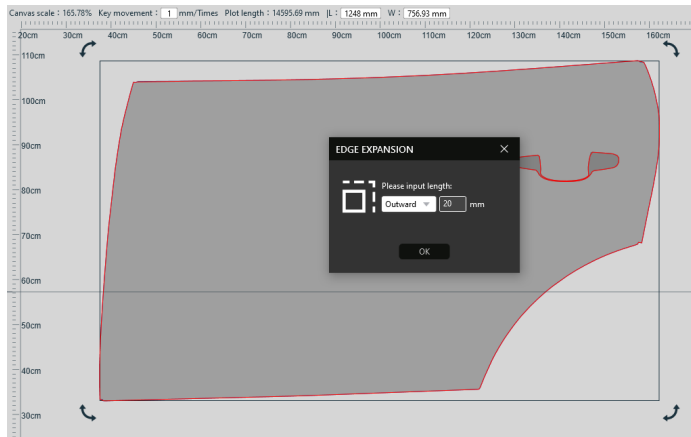 Canvas scale : 165.78% Key movement : 1 mm/Times Plot length : 14595.69 mm |L : 1248 mm W : 756.93 mm
20cm 30cm 40cm 50cm 60cm 70cm 80cm 90cm 100cm 110cm 120cm 130cm 140cm 150cm 160cm
110cm
100cm
90cm
EDGE EXPANSION
Please input length:
80cm
Outward 20 mm
70cm
OK
60cm
50cm
40cm
30cm